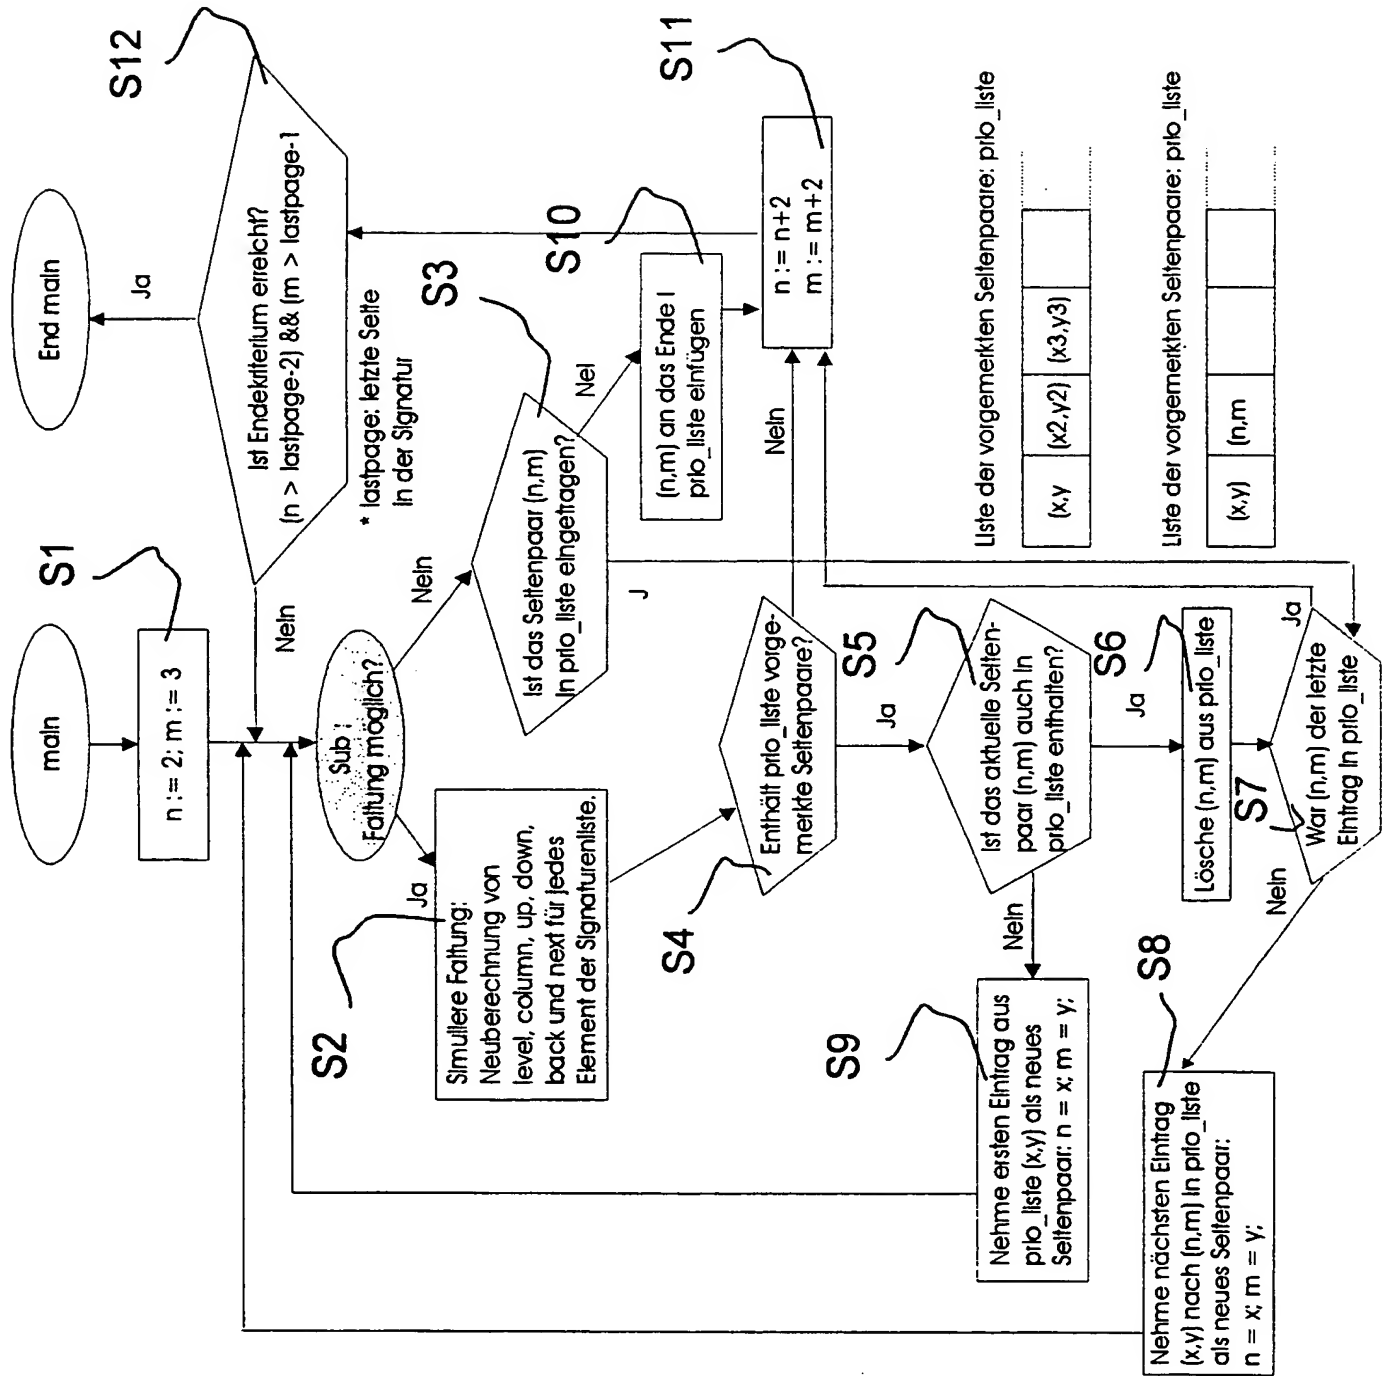 main
S1
n := 2; m := 3
End main
Ja
S12
Ist Endekriterium erreicht?
(n > lastpage-2) && (m > lastpage-1
Nein
* lastpage: letzte Seite
in der Signatur
Sub :
Faltung möglich?
Ja
Nein
S2
Simuliere Faltung:
Neuberechnung von
level, column, up, down,
back und next für jedes
Element der Signaturenliste.
S3
Ist das Seitenpaar (n,m)
in prio_liste eingetragen?
Nei
J
S10
(n,m) an das Ende i
prio_liste einfügen
S11
n := n+2
m := m+2
S4
Enthält prio_liste vorge-
merkte Seitenpaare?
Nein
Ja
S5
Ist das aktuelle Seiten-
paar (n,m) auch in
prio_liste enthalten?
Nein
Ja
S9
Nehme ersten Eintrag aus
prio_liste (x,y) als neues
Seitenpaar: n = x; m = y;
S6
Lösche (n,m) aus prio_liste
S7
War (n,m) der letzte
Eintrag in prio_liste
Ja
Nein
S8
Nehme nächsten Eintrag
(x,y) nach (n,m) in prio_liste
als neues Seitenpaar:
n = x; m = y;
Liste der vorgemerkten Seitenpaare: prio_liste
(x,y (x2,y2) (x3,y3)
Liste der vorgemerkten Seitenpaare: prio_liste
(x,y) (n,m